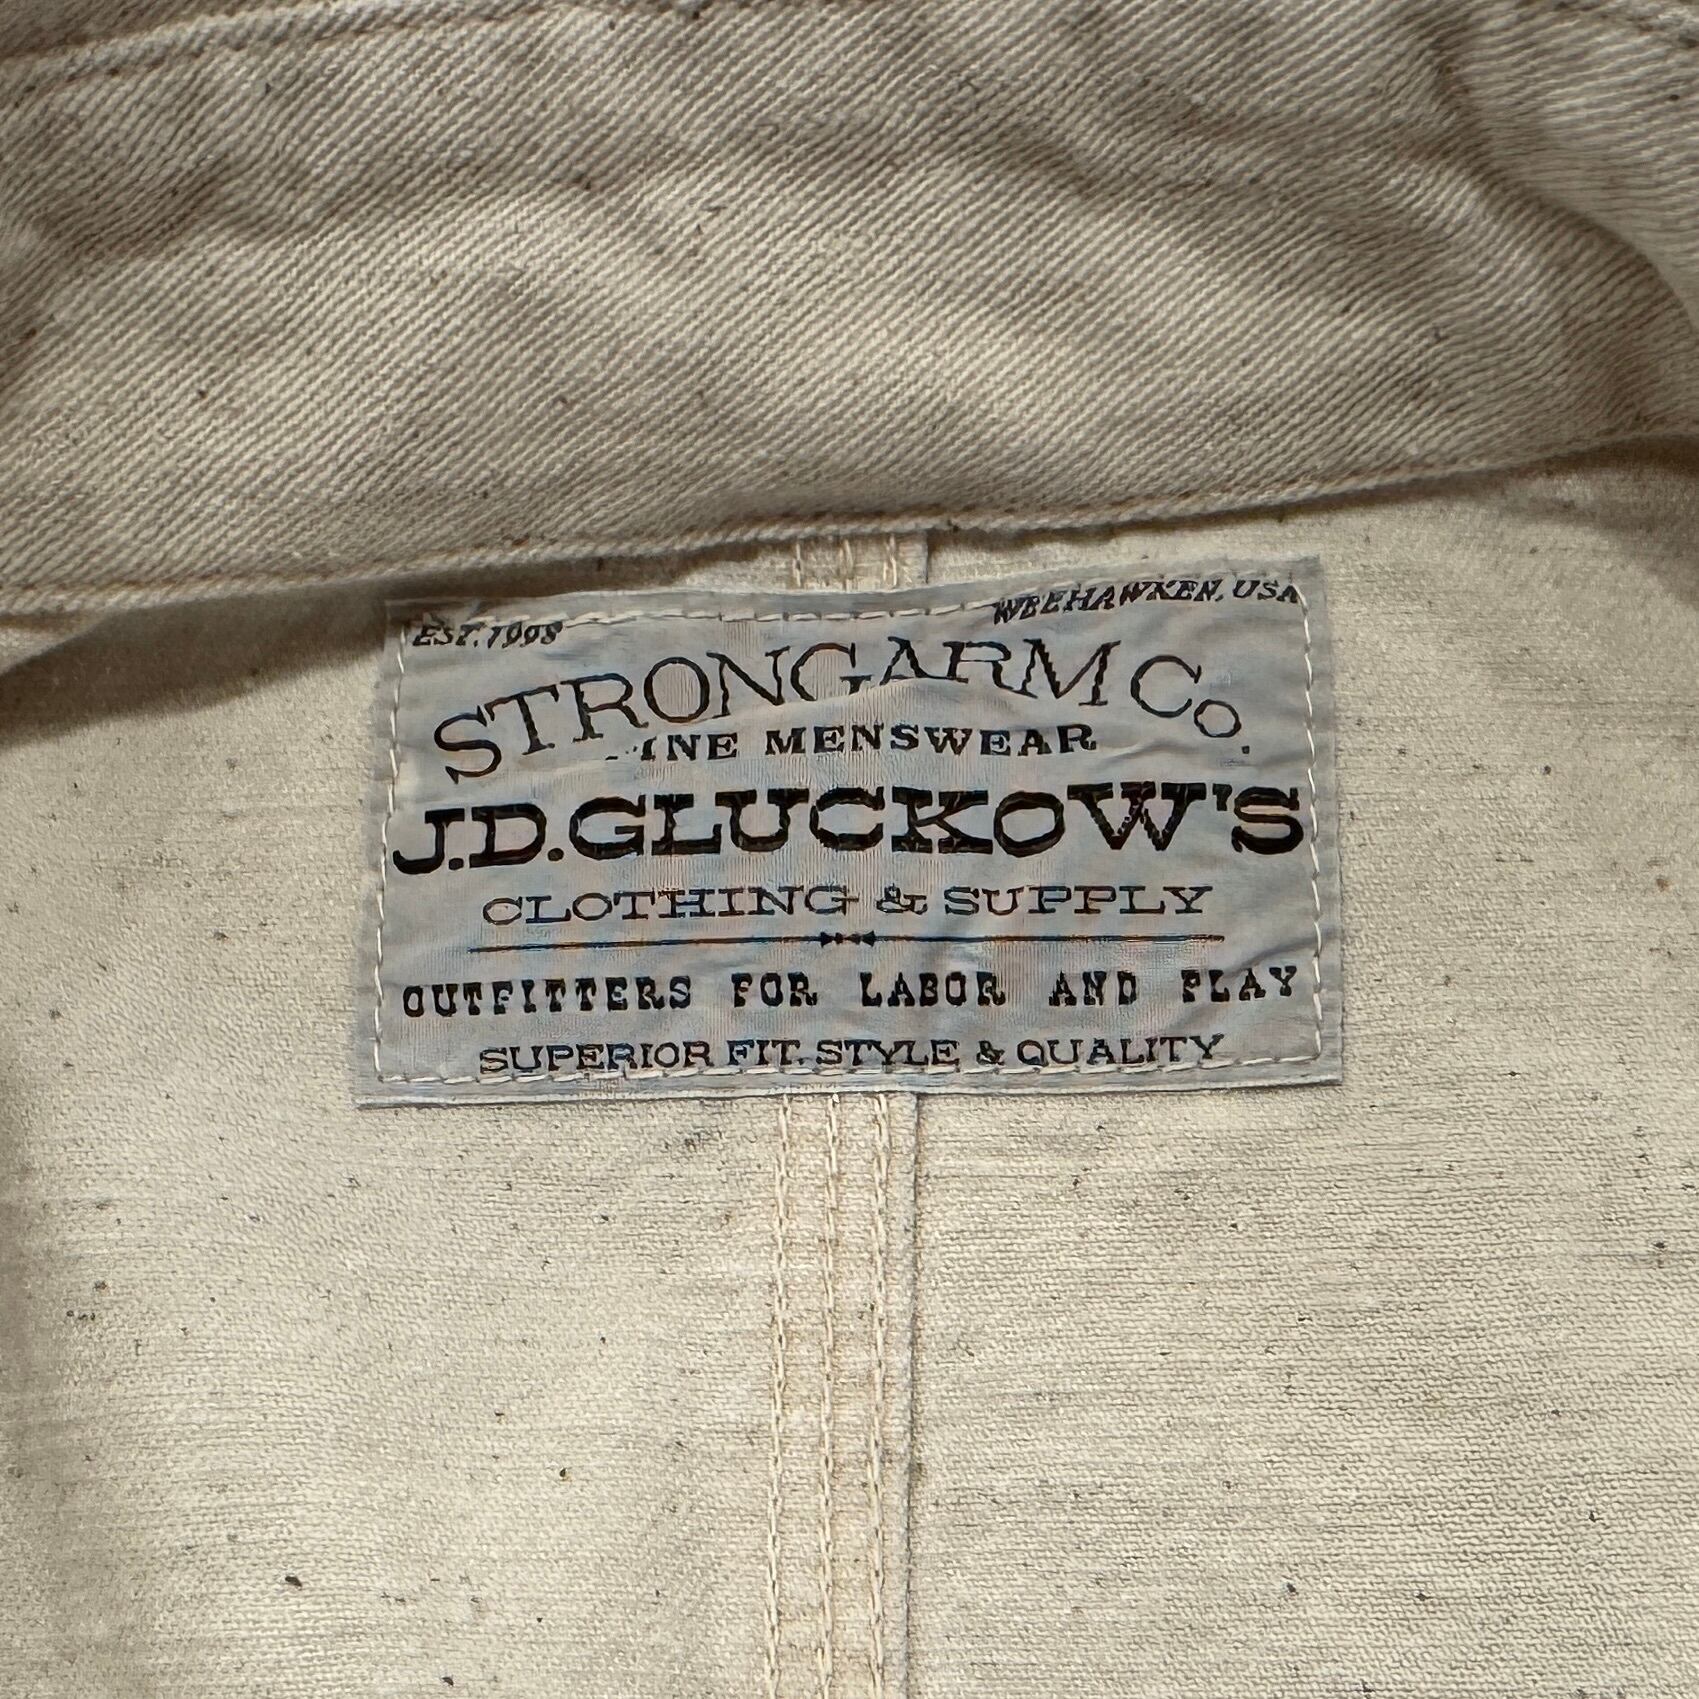 EST. 1998
WEEHAWKEN, USA
STRONGARM Co.
FINE MENSWEAR
J.D. GLUCKOW'S
CLOTHING & SUPPLY
OUTFITTERS FOR LABOR AND PLAY
SUPERIOR FIT, STYLE & QUALITY